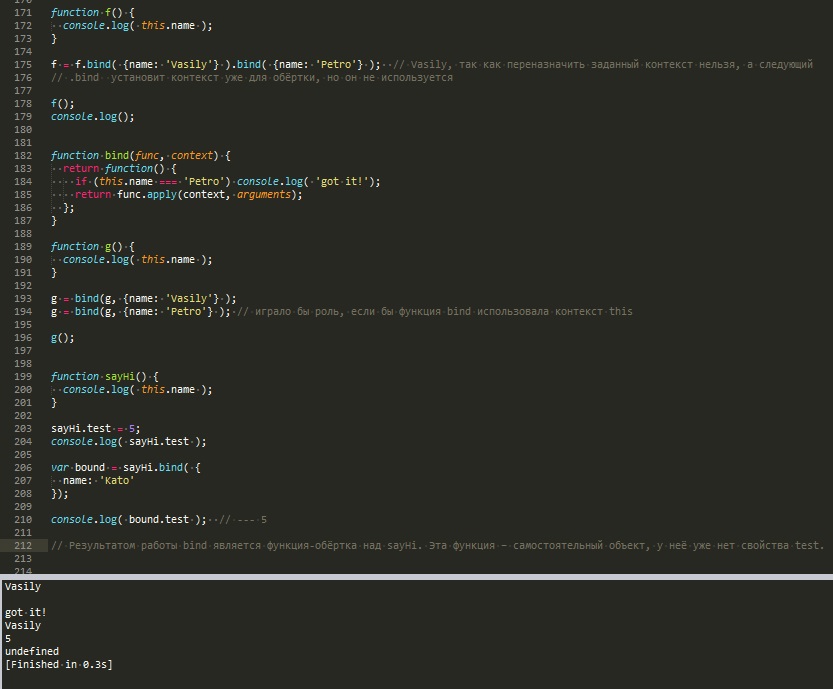 170
171 function f() {
172   console.log( this.name );
173 }
174
175 f = f.bind( {name: 'Vasily'} ).bind( {name: 'Petro'} ); // Vasily, так как переназначить заданный контекст нельзя, а следующий
176 // .bind  установит контекст уже для обёртки, но он не используется
177
178 f();
179 console.log();
180
181
182 function bind(func, context) {
183   return function() {
184     if (this.name === 'Petro') console.log( 'got it!');
185     return func.apply(context, arguments);
186   };
187 }
188
189 function g() {
190   console.log( this.name );
191 }
192
193 g = bind(g, {name: 'Vasily'} );
194 g = bind(g, {name: 'Petro'} ); // играло бы роль, если бы функция bind использовала контекст this
195
196 g();
197
198
199 function sayHi() {
200   console.log( this.name );
201 }
202
203 sayHi.test = 5;
204 console.log( sayHi.test );
205
206 var bound = sayHi.bind( {
207   name: 'Kato'
208 });
209
210 console.log( bound.test );  // --- 5
211
212 // Результатом работы bind является функция-обёртка над sayHi. Эта функция – самостоятельный объект, у неё уже нет свойства test.
213
214
Vasily
got it!
Vasily
5
undefined
[Finished in 0.3s]